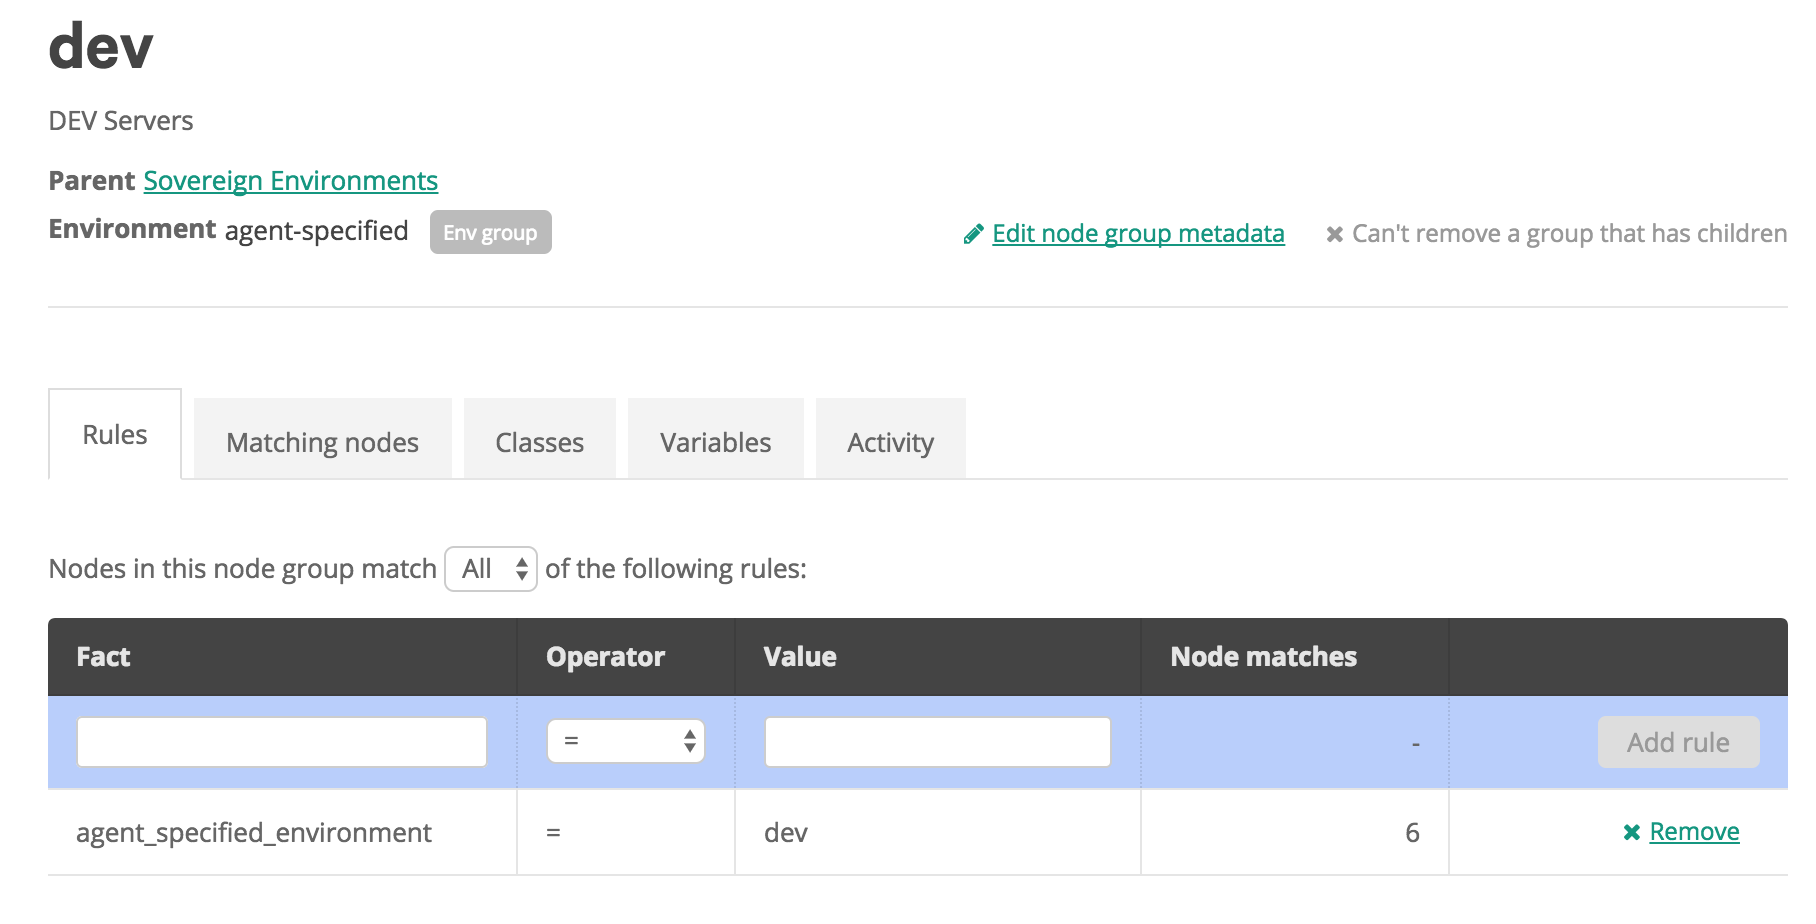 dev
DEV Servers
Parent Sovereign Environments
Environment agent-specified Env group Edit node group metadata ✖ Can't remove a group that has children
Rules Matching nodes Classes Variables Activity
Nodes in this node group match All of the following rules:
Fact Operator Value Node matches
= - Add rule
agent_specified_environment = dev 6 ✖ Remove